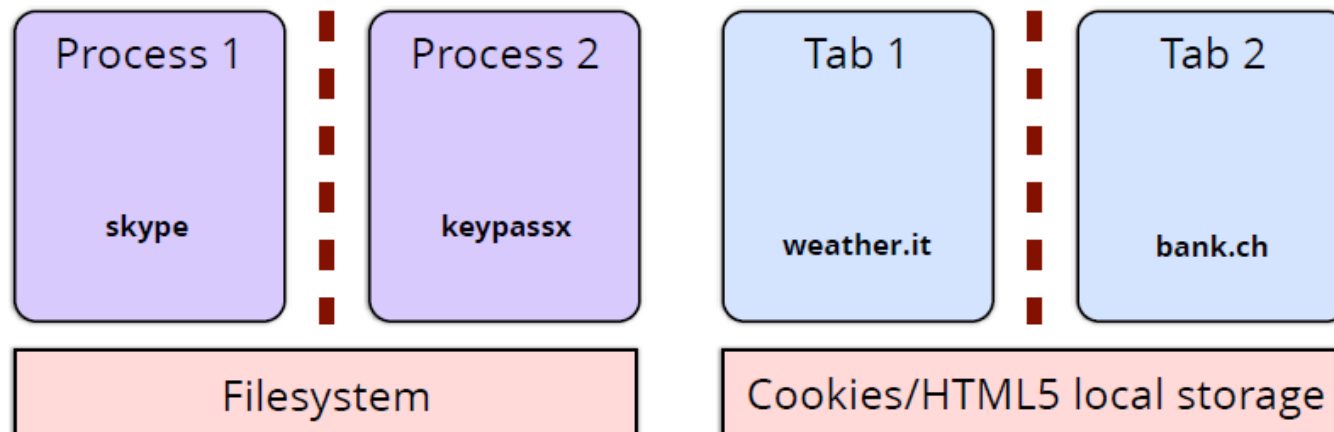 Process 1
skype
Process 2
keypassx
Tab 1
weather.it
Tab 2
bank.ch
Filesystem
Cookies/HTML5 local storage